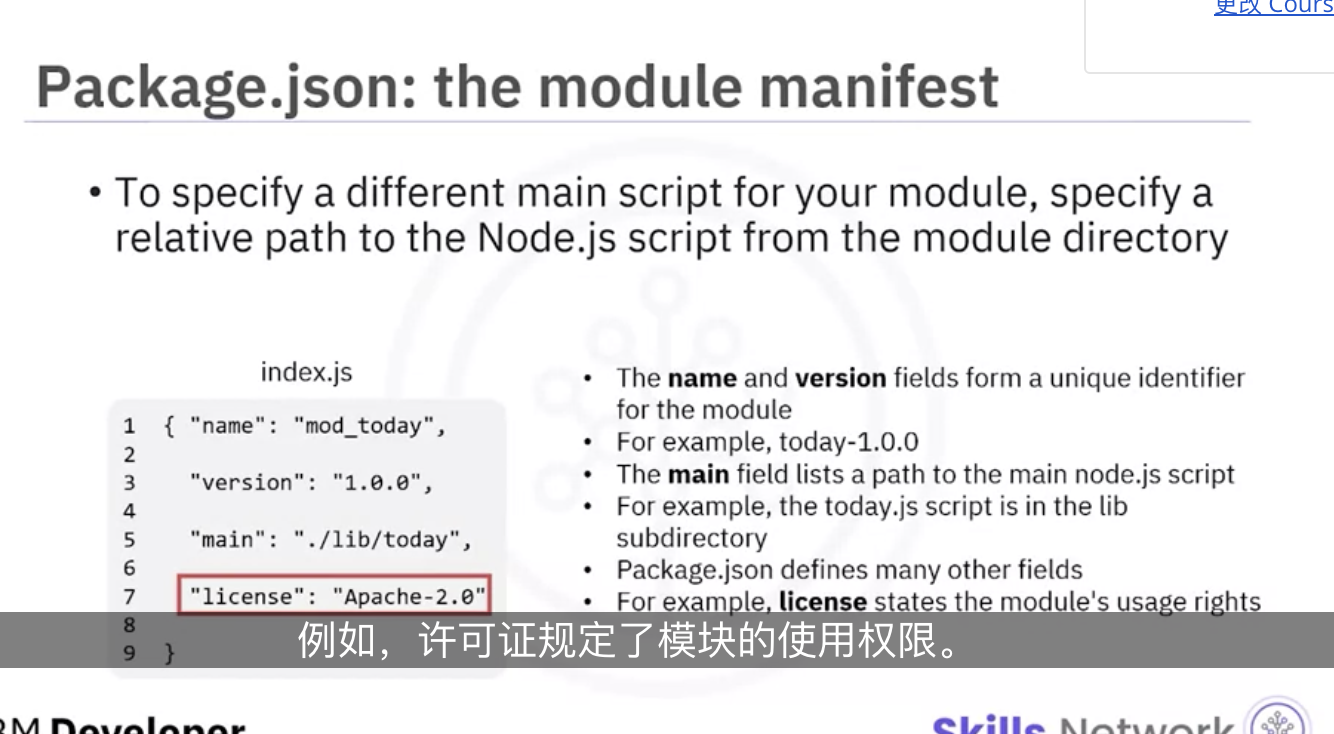 更改 Cours
Package.json: the module manifest
• To specify a different main script for your module, specify a
relative path to the Node.js script from the module directory
index.js
1 { "name": "mod_today",
2
3 "version": "1.0.0",
4
5 "main": "./lib/today",
6
7 "license": "Apache-2.0"
8
9 }
• The name and version fields form a unique identifier
for the module
• For example, today-1.0.0
• The main field lists a path to the main node.js script
• For example, the today.js script is in the lib
subdirectory
• Package.json defines many other fields
• For example, license states the module's usage rights
例如，许可证规定了模块的使用权限。
BM Developer
Skills Network